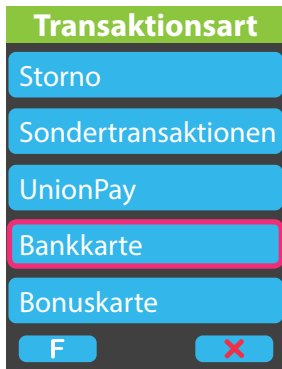 Transaktionsart
Storno
Sondertransaktionen
UnionPay
Bankkarte
Bonuskarte
F